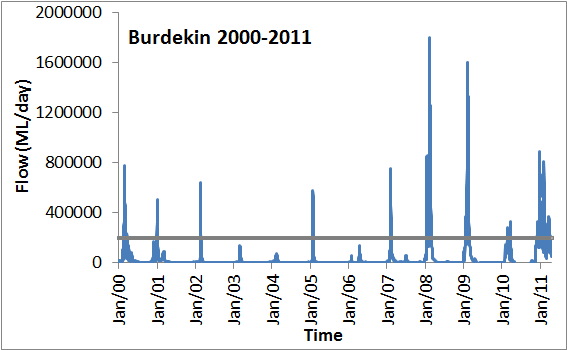 Burdekin 2000-2011
Flow (ML/day)
2000000
1600000
1200000
800000
400000
0
Jan/00
Jan/01
Jan/02
Jan/03
Jan/04
Jan/05
Jan/06
Jan/07
Jan/08
Jan/09
Jan/10
Jan/11
Time